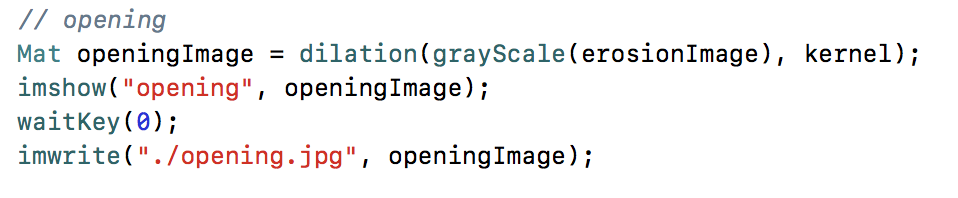 // opening
Mat openingImage = dilation(grayScale(erosionImage), kernel);
imshow("opening", openingImage);
waitKey(0);
imwrite("./opening.jpg", openingImage);